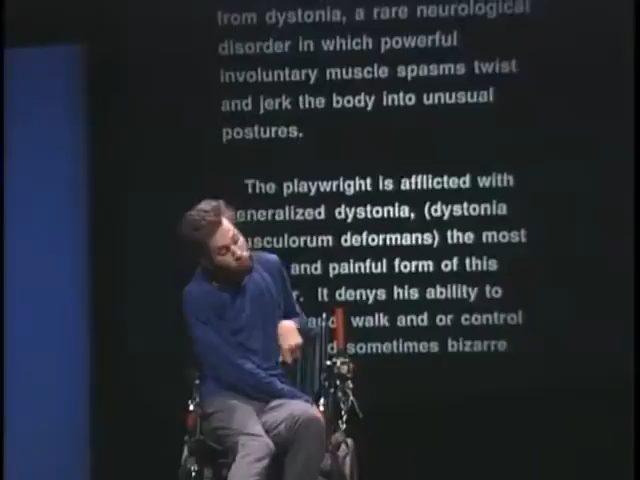 from dystonia, a rare neurological
disorder in which powerful
involuntary muscle spasms twist
and jerk the body into unusual
postures.
The playwright is afflicted with
eneralized dystonia, (dystonia
usculorum deformans) the most
and painful form of this
r. It denys his ability to
walk and or control
d sometimes bizarre